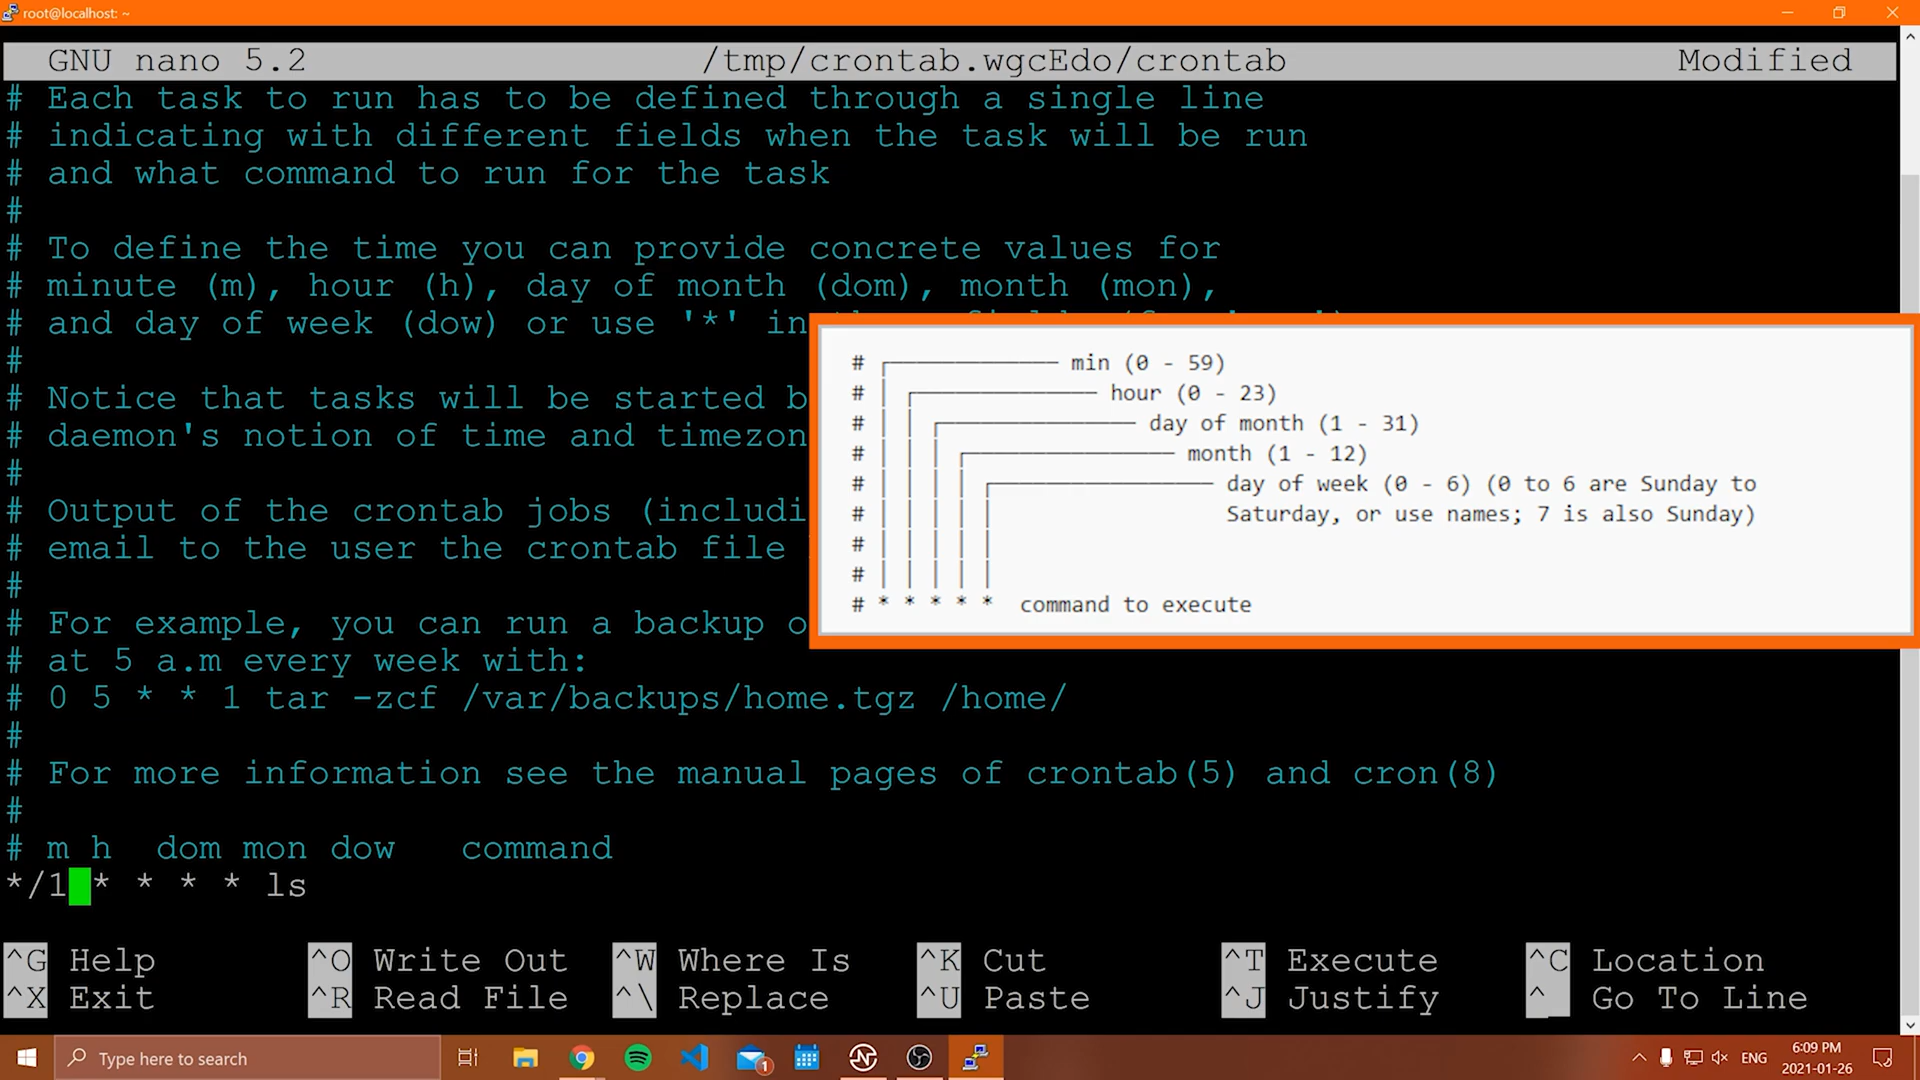 root@localhost: ~
GNU nano 5.2 /tmp/crontab.wgcEdo/crontab Modified
# Each task to run has to be defined through a single line
# indicating with different fields when the task will be run
# and what command to run for the task
#
# To define the time you can provide concrete values for
# minute (m), hour (h), day of month (dom), month (mon),
# and day of week (dow) or use '*' in
#
# Notice that tasks will be started b
# daemon's notion of time and timezon
#
# Output of the crontab jobs (includi
# email to the user the crontab file
#
# For example, you can run a backup o
# at 5 a.m every week with:
# 0 5 * * 1 tar -zcf /var/backups/home.tgz /home/
#
# For more information see the manual pages of crontab(5) and cron(8)
#
# m h  dom mon dow   command
*/1 * * * * ls
# min (0 - 59)
# hour (0 - 23)
# day of month (1 - 31)
# month (1 - 12)
# day of week (0 - 6) (0 to 6 are Sunday to
# Saturday, or use names; 7 is also Sunday)
#
#
# * * * * * command to execute
^G Help ^O Write Out ^W Where Is ^K Cut ^T Execute ^C Location
^X Exit ^R Read File ^\ Replace ^U Paste ^J Justify ^_ Go To Line
Type here to search
1
ENG
6:09 PM
2021-01-26